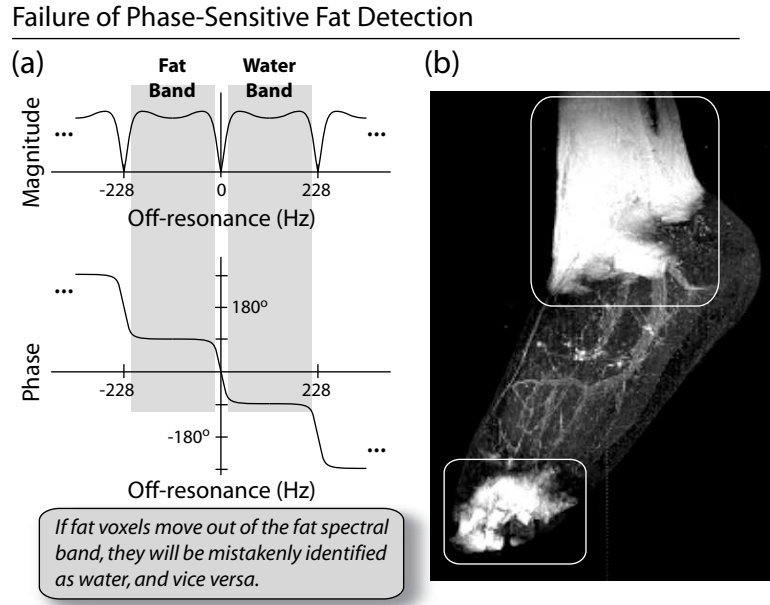 Failure of Phase-Sensitive Fat Detection
(a)
Fat
Band
Water
Band
(b)
Magnitude
...
...
-228
0
228
Off-resonance (Hz)
Phase
...
180°
-228
228
-180°
...
Off-resonance (Hz)
If fat voxels move out of the fat spectral
band, they will be mistakenly identified
as water, and vice versa.